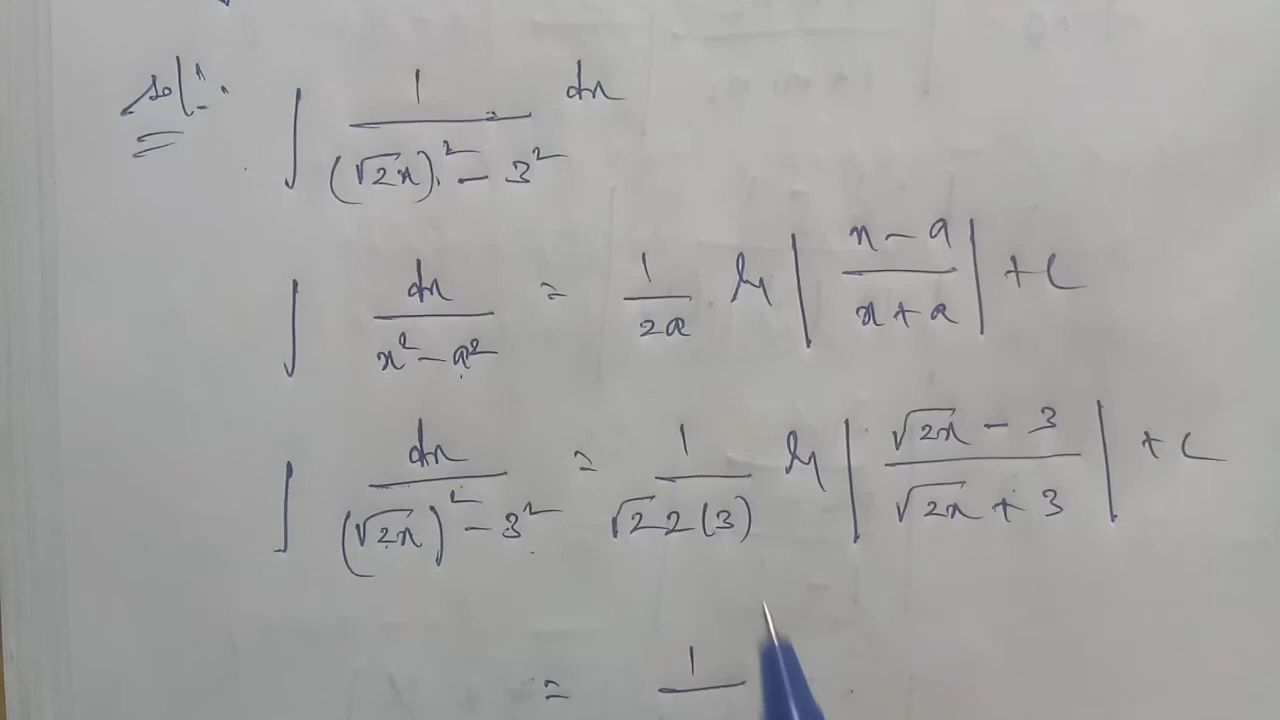 Sol:
∫ 1 / ((√2x)² - 3²) dx
∫ dx / (x² - a²) = 1 / 2a ln | (x - a) / (x + a) | + c
∫ dx / ((√2x)² - 3²) = 1 / (√2 2(3)) ln | (√2x - 3) / (√2x + 3) | + c
= 1 /